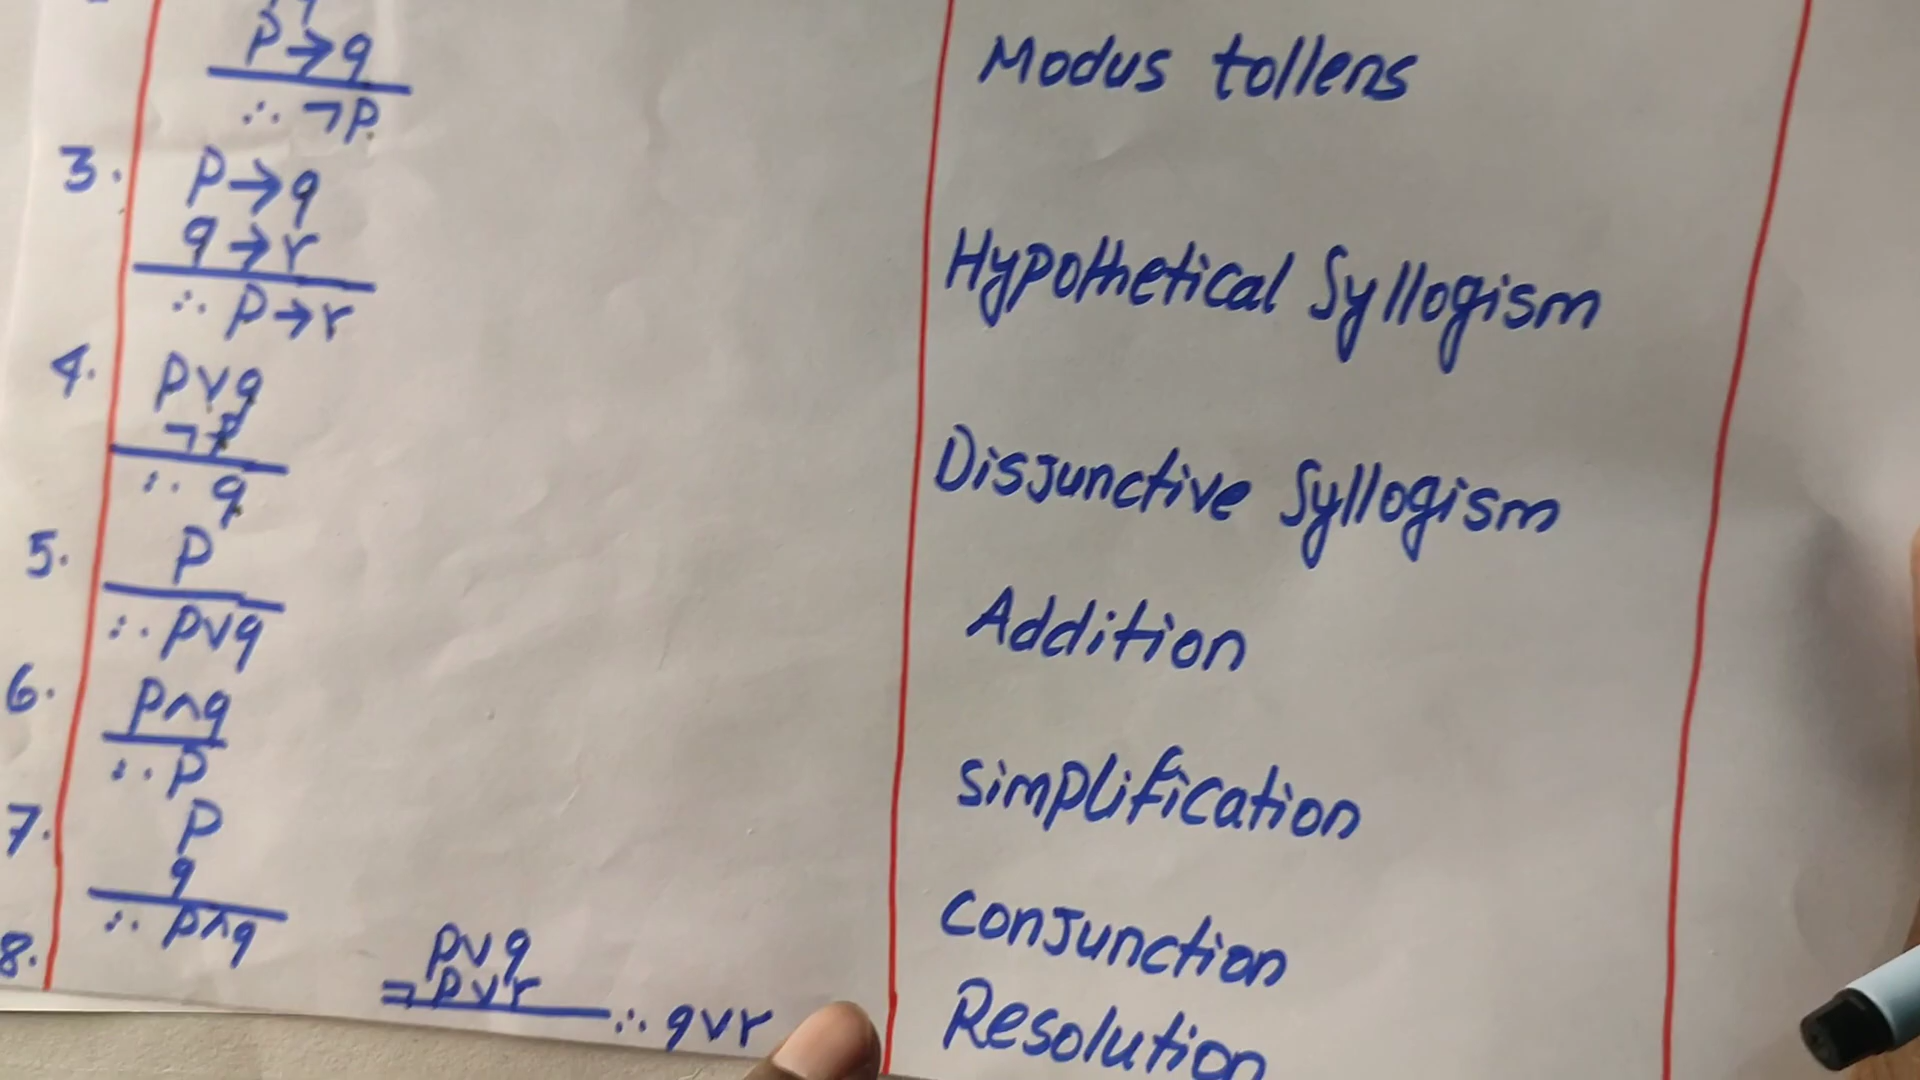 p→q
∴ ¬p
Modus tollens
3. p→q
q→r
∴ p→r
Hypothetical Syllogism
4. p∨q
¬p
∴ q
Disjunctive Syllogism
5. p
∴ p∨q
Addition
6. p∧q
∴ p
simplification
7. p
q
∴ p∧q
conjunction
8. p∨q
¬p∨r
∴ q∨r
Resolution